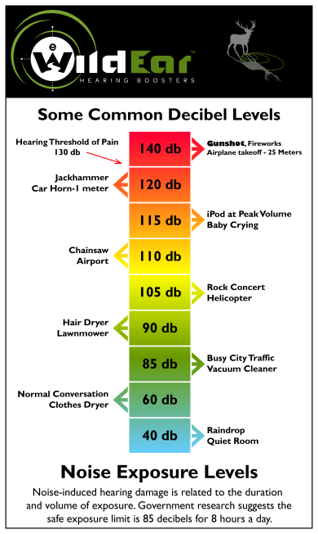 WildEar™
HEARING BOOSTERS
Some Common Decibel Levels
Hearing Threshold of Pain
130 db
140 db
Gunshot, Fireworks
Airplane takeoff - 25 Meters
Jackhammer
Car Horn-1 meter
120 db
115 db
iPod at Peak Volume
Baby Crying
Chainsaw
Airport
110 db
105 db
Rock Concert
Helicopter
Hair Dryer
Lawnmower
90 db
85 db
Busy City Traffic
Vacuum Cleaner
Normal Conversation
Clothes Dryer
60 db
40 db
Raindrop
Quiet Room
Noise Exposure Levels
Noise-induced hearing damage is related to the duration
and volume of exposure. Government research suggests the
safe exposure limit is 85 decibels for 8 hours a day.